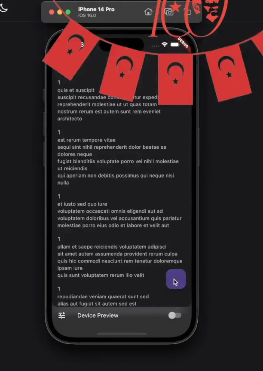 iPhone 14 Pro
iOS 16.0
1
quia et suscipit
suscipit recusandae
reprehenderit molestiae ut ut quas totam
nostrum rerum est autem sunt rem eveniet
architecto
1
est rerum tempore vitae
sequi sint nihil reprehenderit dolor beatae ea
dolores neque
fugiat blanditiis voluptate porro vel nihil molestiae
ut reiciendis
qui aperiam non debitis possimus qui neque nisi
nulla
1
et iusto sed quo iure
voluptatem occaecati omnis eligendi aut ad
voluptatem doloribus vel accusantium quis pariatur
molestiae porro eius odio et labore et velit aut
1
ullam et saepe reiciendis voluptatem adipisci
sit amet autem assumenda provident rerum culpa
quis hic commodi nesciunt rem tenetur doloremque
ipsam iure
quis sunt voluptatem rerum illo velit
1
repudiandae veniam quaerat sunt sed
alias aut fugiat sit autem sed est
Device Preview